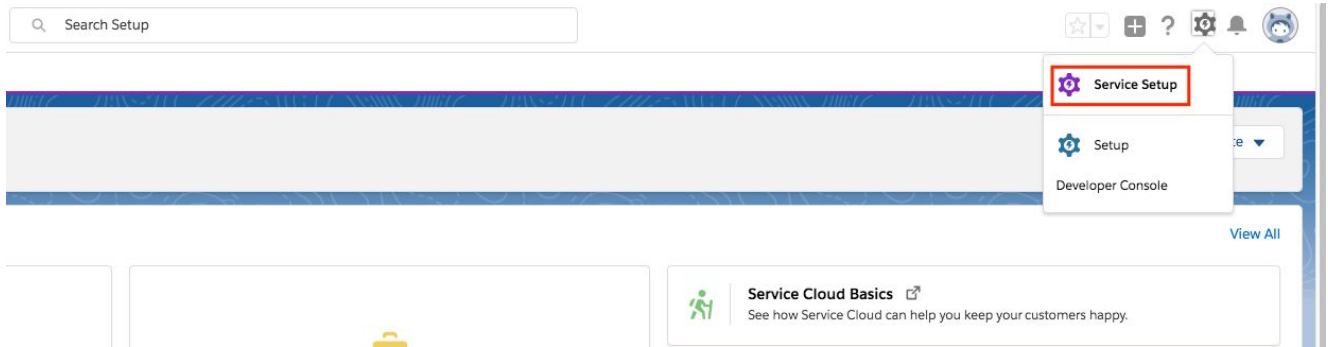 Search Setup
?
Service Setup
Setup
Developer Console
View All
Service Cloud Basics
See how Service Cloud can help you keep your customers happy.